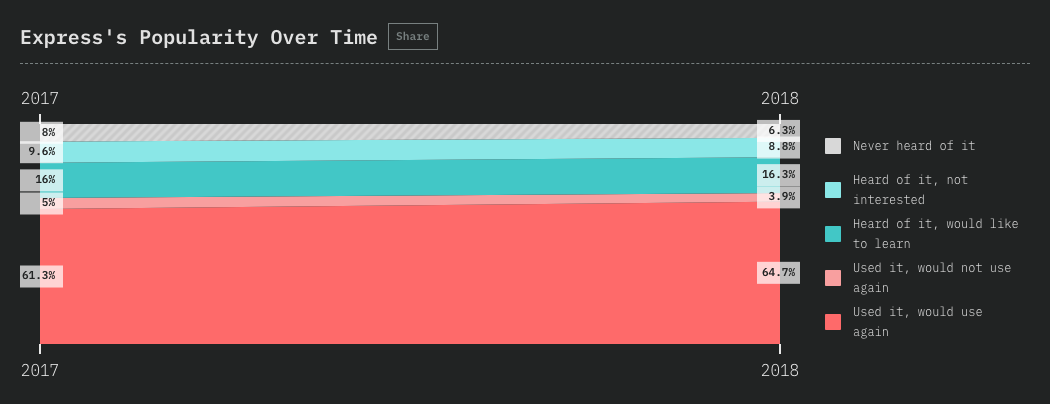 Express's Popularity Over Time Share
2017 2018
8% 6.3%
9.6% 8.8%
16% 16.3%
5% 3.9%
61.3% 64.7%
2017 2018
Never heard of it
Heard of it, not
interested
Heard of it, would like
to learn
Used it, would not use
again
Used it, would use
again